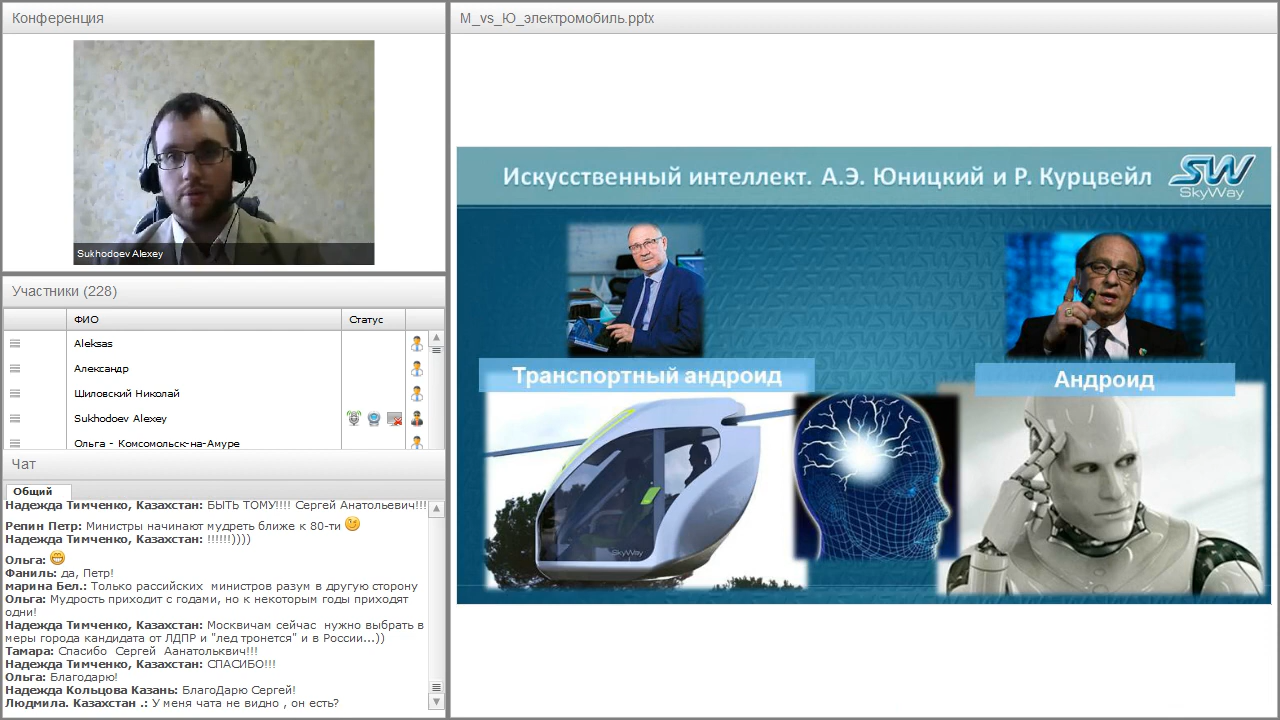 Конференция
Sukhodoev Alexey
Участники (228)
ФИО
Статус
Aleksas
Александр
Шиловский Николай
Sukhodoev Alexey
Ольга - Комсомольск-на-Амуре
Чат
Общий
Надежда Тимченко, Казахстан: БЫТЬ ТОМУ!!!! Сергей Анатольевич!!!
Репин Петр: Министры начинают мудреть ближе к 80-ти
Надежда Тимченко, Казахстан: !!!!!!))))
Ольга:
Фаниль: да, Петр!
марина Бел.: Только российских министров разум в другую сторону
Ольга: Мудрость приходит с годами, но к некоторым годы приходят
одни!
Надежда Тимченко, Казахстан: Москвичам сейчас нужно выбрать в
меры города кандидата от ЛДПР и "лед тронется" и в России...))
Тамара: Спасибо Сергей Аанатольквич!!!
Надежда Тимченко, Казахстан: СПАСИБО!!!
Ольга: Благодарю!
Надежда Кольцова Казань: БлагоДарю Сергей!
Людмила. Казахстан .: У меня чата не видно , он есть?
М_vs_Ю_электромобиль.pptx
Искусственный интеллект. А.Э. Юницкий и Р. Курцвейл
SW
SkyWay
Транспортный андроид
Андроид
SkyWay